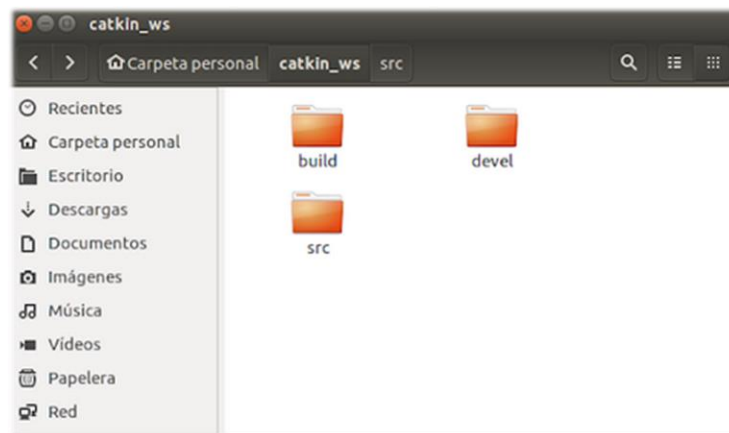 catkin_ws
Carpeta personal catkin_ws src
Recientes
Carpeta personal
Escritorio
Descargas
Documentos
Imágenes
Música
Vídeos
Papelera
Red
build devel
src